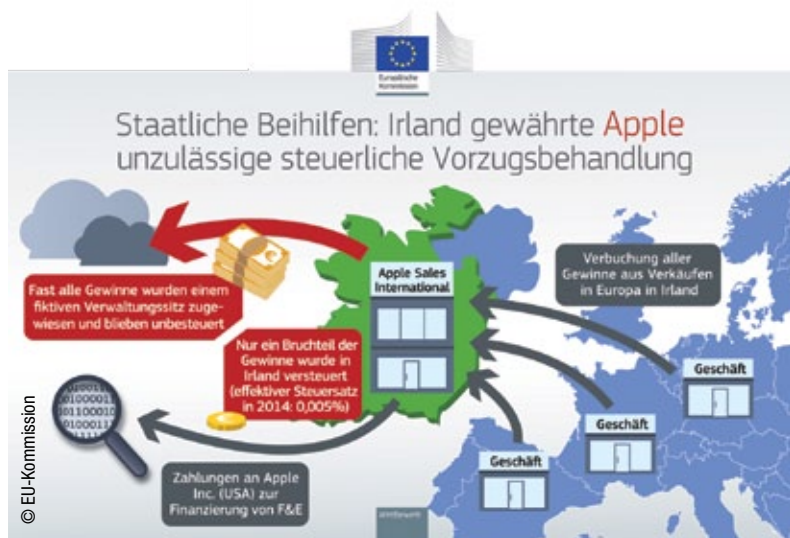 Europäische
Kommission
Staatliche Beihilfen: Irland gewährte Apple
unzulässige steuerliche Vorzugsbehandlung
Fast alle Gewinne wurden einem
fiktiven Verwaltungssitz zuge-
wiesen und blieben unbesteuert
Apple Sales
International
Verbuchung aller
Gewinne aus Verkäufen
in Europa in Irland
Nur ein Bruchteil der
Gewinne wurde in
Irland versteuert
(effektiver Steuersatz
in 2014: 0,005%)
Geschäft
Geschäft
Geschäft
Zahlungen an Apple
Inc. (USA) zur
Finanzierung von F&E
Wettbewerb
© EU-Kommission